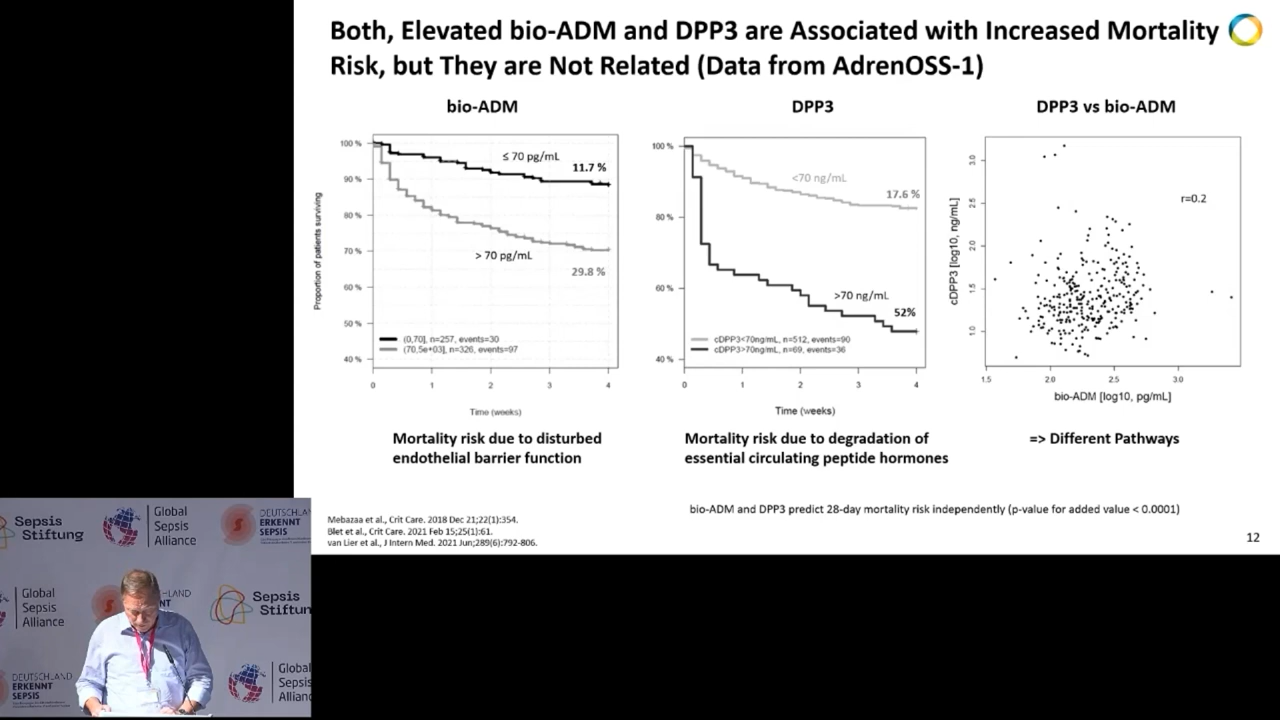 Both, Elevated bio-ADM and DPP3 are Associated with Increased Mortality
Risk, but They are Not Related (Data from AdrenOSS-1)
bio-ADM
Proportion of patients surviving
100 %
90 %
80 %
70 %
60 %
50 %
40 %
≤ 70 pg/mL
11.7 %
> 70 pg/mL
29.8 %
(0,70], n=257, events=30
(70,5e+03], n=326, events=97
0 1 2 3 4
Time (weeks)
Mortality risk due to disturbed
endothelial barrier function
DPP3
100 %
80 %
60 %
40 %
<70 ng/mL
17.6 %
>70 ng/mL
52%
cDPP3<70ng/mL, n=512, events=90
cDPP3>70ng/mL, n=69, events=36
0 1 2 3 4
Time (weeks)
Mortality risk due to degradation of
essential circulating peptide hormones
DPP3 vs bio-ADM
cDPP3 [log10, ng/mL]
3.0
2.5
2.0
1.5
1.0
r=0.2
1.5 2.0 2.5 3.0
bio-ADM [log10, pg/mL]
=> Different Pathways
bio-ADM and DPP3 predict 28-day mortality risk independently (p-value for added value < 0.0001)
Mebazaa et al., Crit Care. 2018 Dec 21;22(1):354.
Blet et al., Crit Care. 2021 Feb 15;25(1):61.
van Lier et al., J Intern Med. 2021 Jun;289(6):792-806.
12
Sepsis
Stiftung
Global
Sepsis
Alliance
DEUTSCHLAN
ERKENNT
SEPSIS
Global
Sepsis
Alliance
HLAND
NT
Sepsis
Stiftun
DEUTSCHLAND
ERKENNT
SEPSIS
Global
Sepsis
Allianc